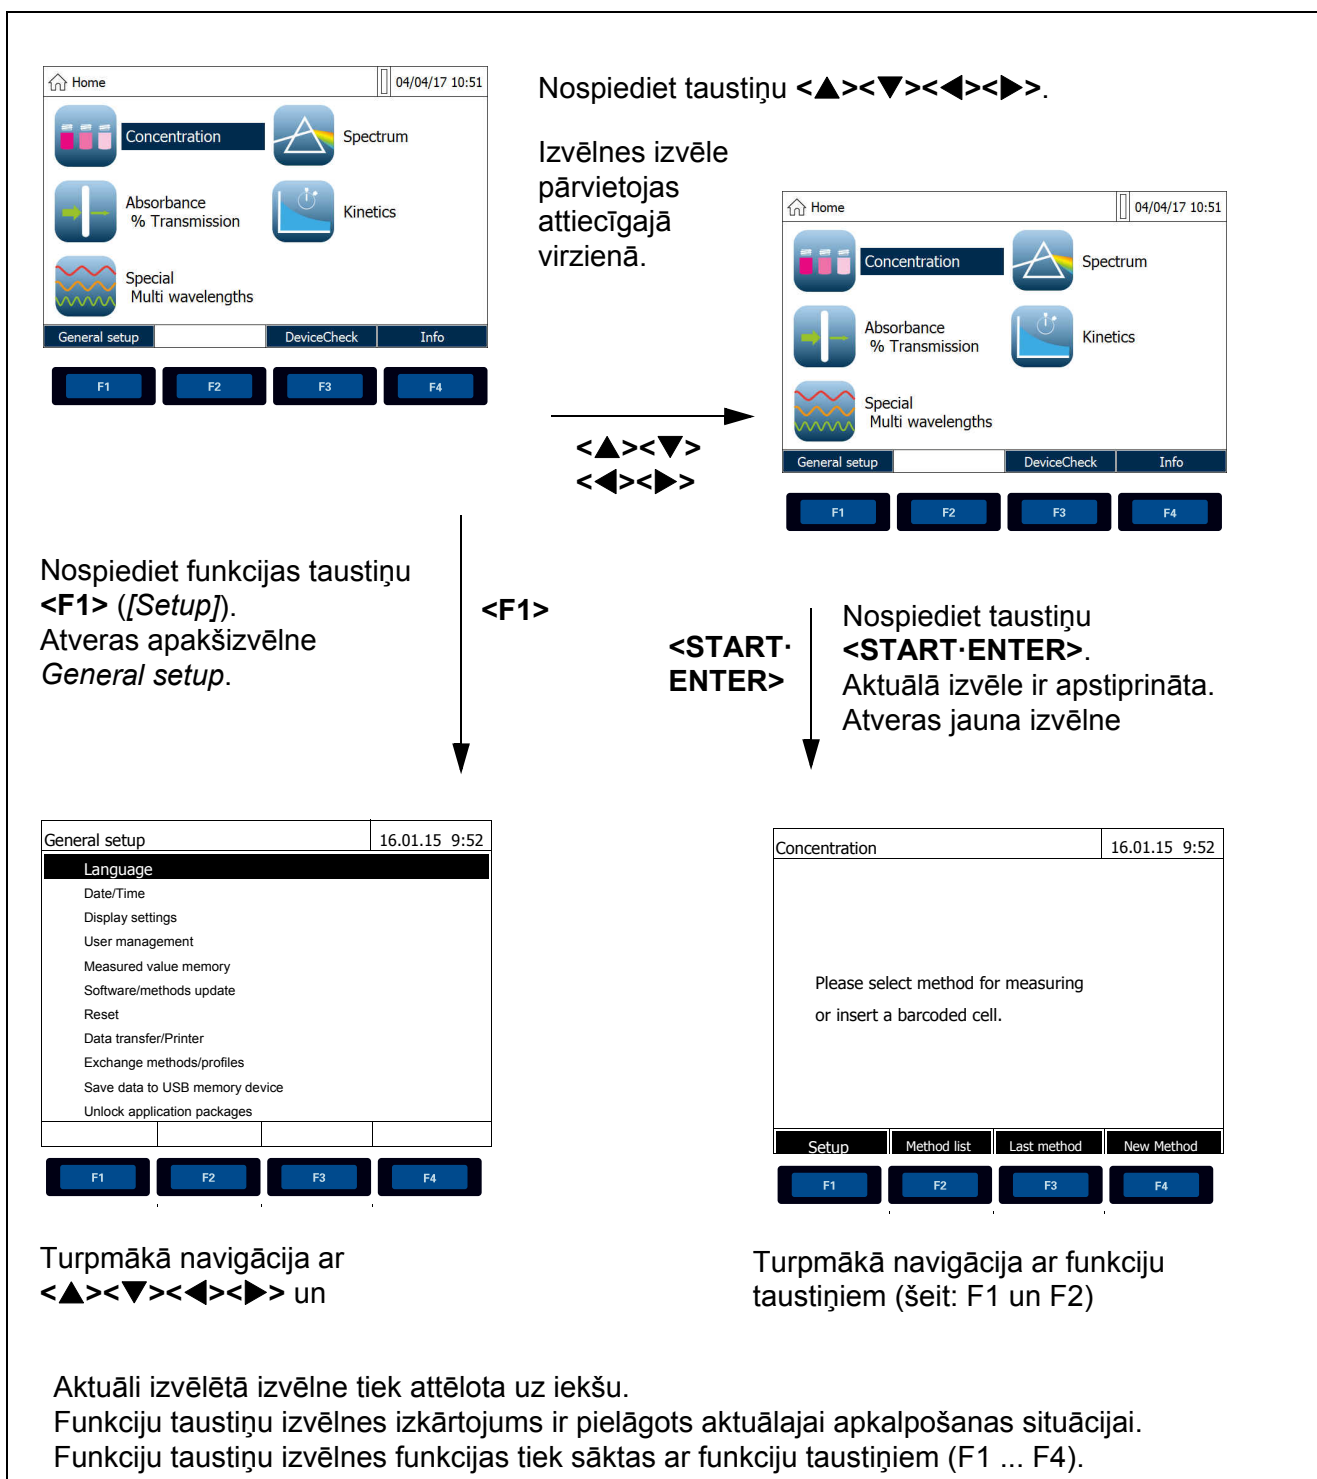 Home 04/04/17 10:51
Concentration Spectrum
Absorbance
% Transmission
Kinetics
Special
Multi wavelengths
General setup DeviceCheck Info
F1 F2 F3 F4
Nospiediet taustiņu <▲><▼><◀><▶>.
Izvēlnes izvēle
pārvietojas
attiecīgajā
virzienā.
<▲><▼>
<◀><▶>
Home 04/04/17 10:51
Concentration Spectrum
Absorbance
% Transmission
Kinetics
Special
Multi wavelengths
General setup DeviceCheck Info
F1 F2 F3 F4
Nospiediet funkcijas taustiņu
<F1> ([Setup]).
Atveras apakšizvēlne
General setup.
<F1>
<START·
ENTER>
Nospiediet taustiņu
<START·ENTER>.
Aktuālā izvēle ir apstiprināta.
Atveras jauna izvēlne
General setup 16.01.15 9:52
Language
Date/Time
Display settings
User management
Measured value memory
Software/methods update
Reset
Data transfer/Printer
Exchange methods/profiles
Save data to USB memory device
Unlock application packages
F1 F2 F3 F4
Concentration 16.01.15 9:52
Please select method for measuring
or insert a barcoded cell.
Setup Method list Last method New Method
F1 F2 F3 F4
Turpmākā navigācija ar
<▲><▼><◀><▶> un
Turpmākā navigācija ar funkciju
taustiņiem (šeit: F1 un F2)
Aktuāli izvēlētā izvēlne tiek attēlota uz iekšu.
Funkciju taustiņu izvēlnes izkārtojums ir pielāgots aktuālajai apkalpošanas situācijai.
Funkciju taustiņu izvēlnes funkcijas tiek sāktas ar funkciju taustiņiem (F1 ... F4).